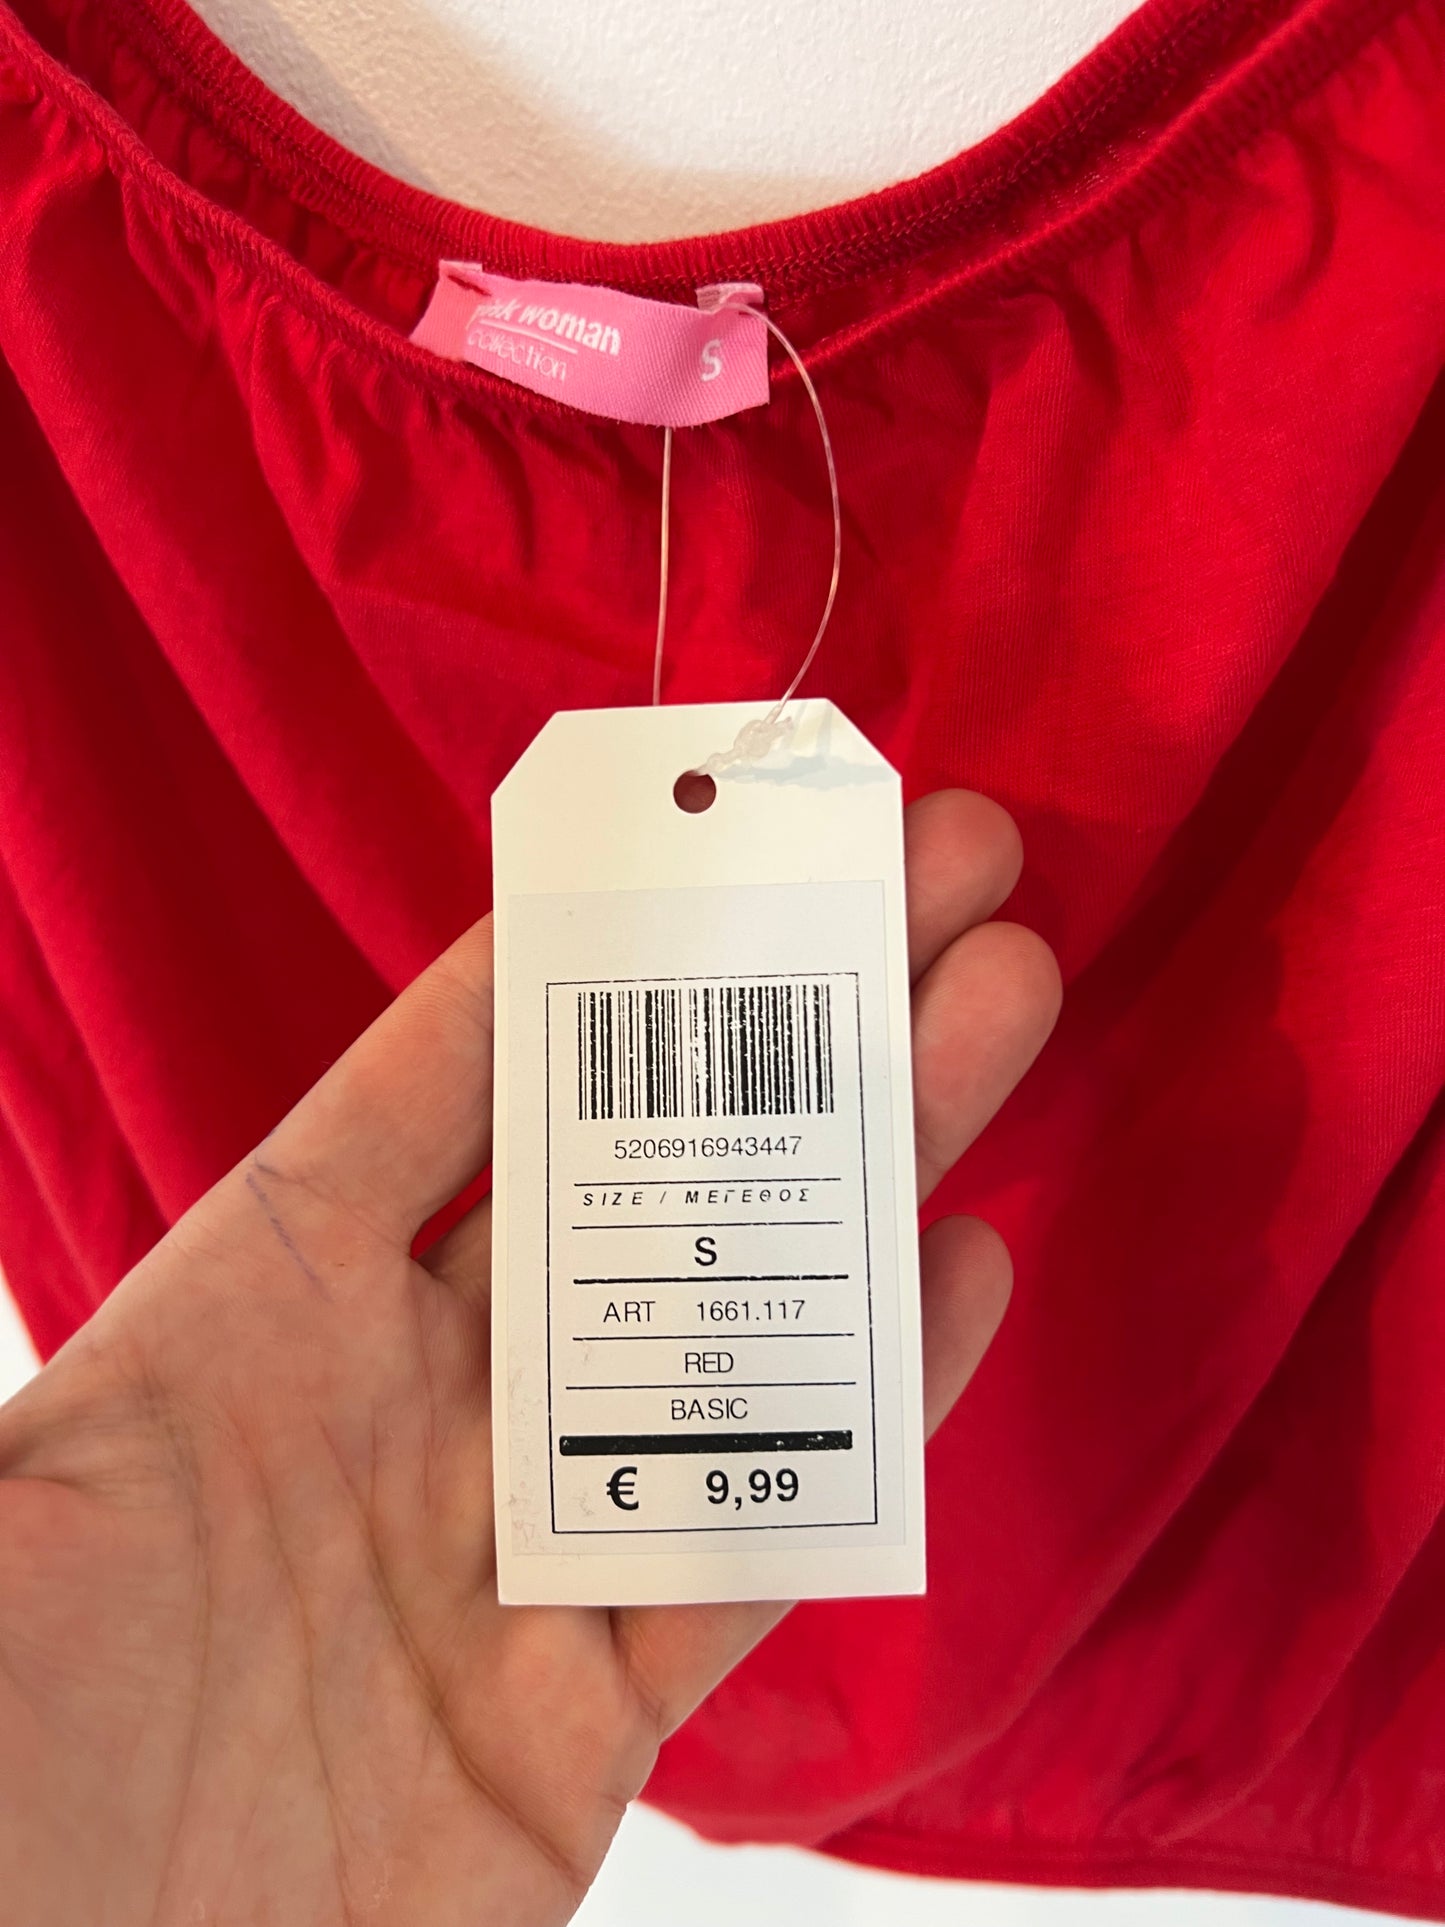 pink woman
collection
S
5206916943447
SIZE / ΜΕΓΕΘΟΣ
S
ART 1661.117
RED
BASIC
€ 9,99